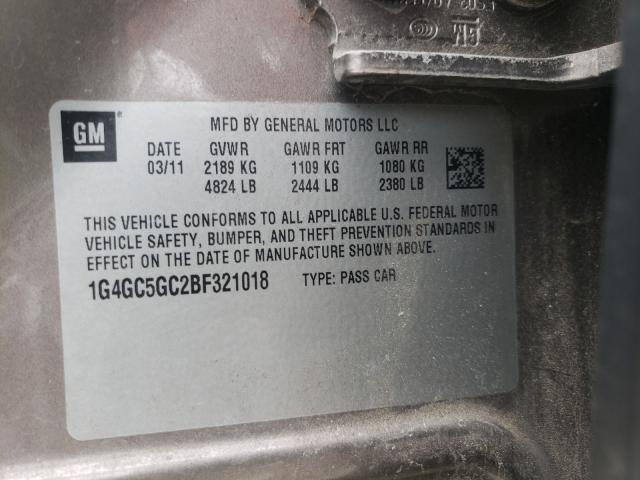 GM
MFD BY GENERAL MOTORS LLC
DATE GVWR GAWR FRT GAWR RR
03/11 2189 KG 1109 KG 1080 KG
4824 LB 2444 LB 2380 LB
THIS VEHICLE CONFORMS TO ALL APPLICABLE U.S. FEDERAL MOTOR
VEHICLE SAFETY, BUMPER, AND THEFT PREVENTION STANDARDS IN
EFFECT ON THE DATE OF MANUFACTURE SHOWN ABOVE.
1G4GC5GC2BF321018 TYPE: PASS CAR